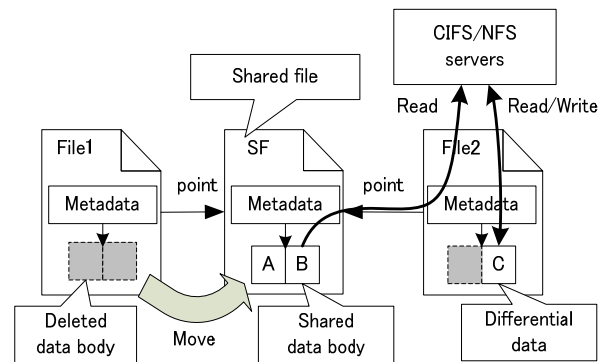 CIFS/NFS
servers
Shared file
Read
Read/Write
File1
SF
File2
point
point
Metadata
Metadata
Metadata
A
B
C
Deleted
data body
Move
Shared
data body
Differential
data